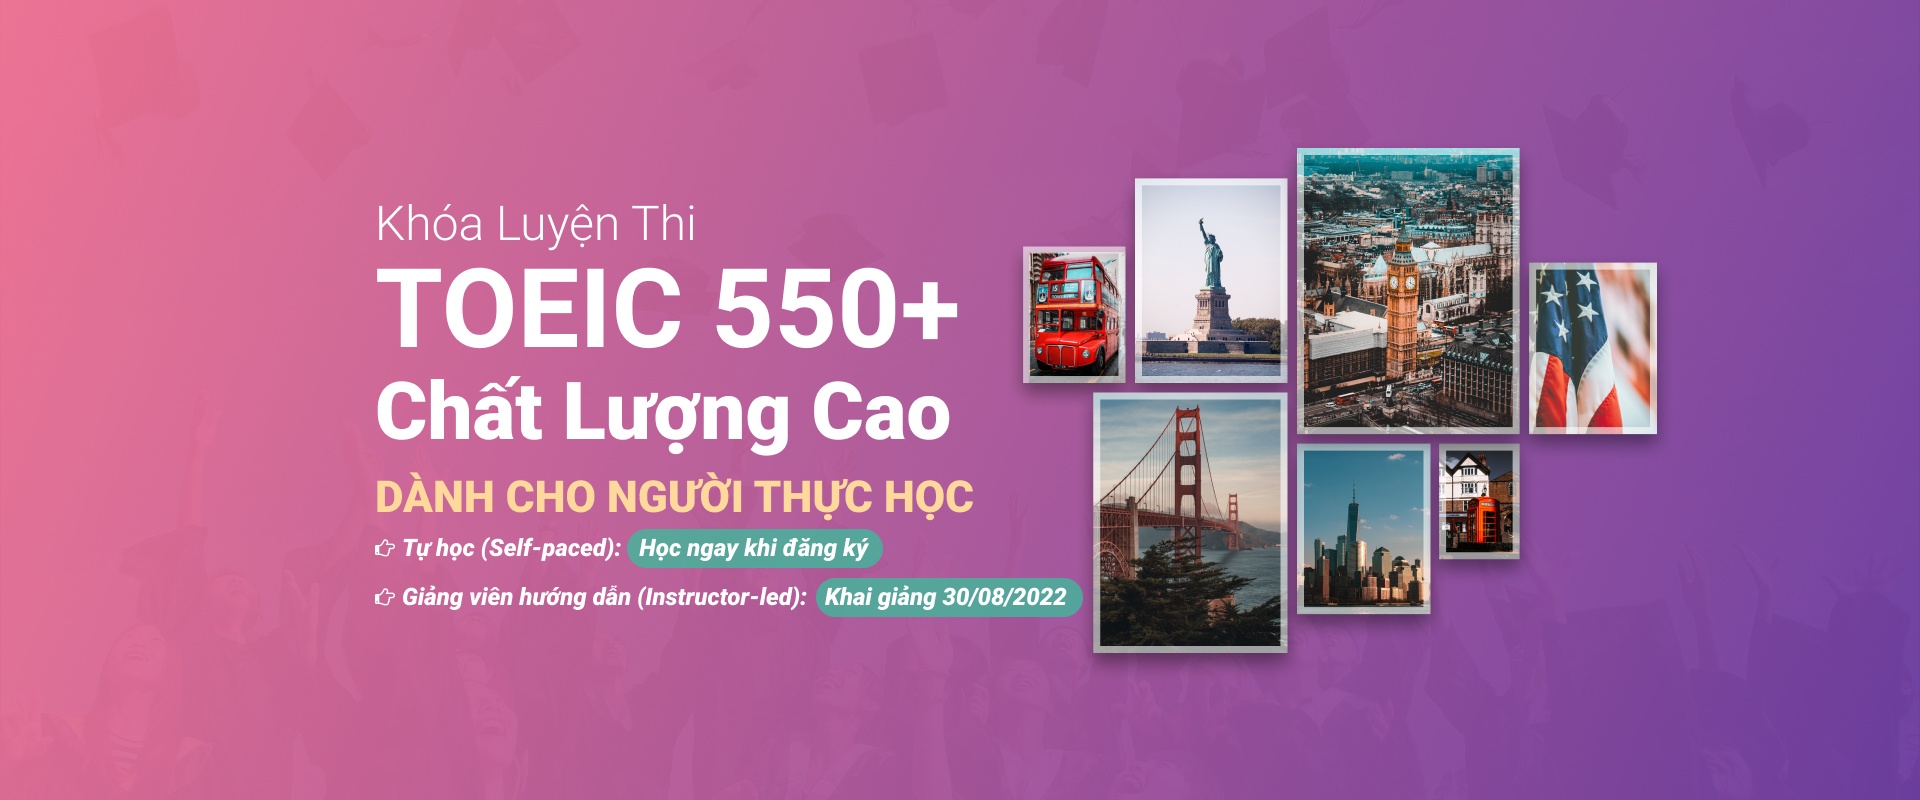 Khóa Luyện Thi
TOEIC 550+
Chất Lượng Cao
DÀNH CHO NGƯỜI THỰC HỌC
Tự học (Self-paced): Học ngay khi đăng ký
Giảng viên hướng dẫn (Instructor-led): Khai giảng 30/08/2022